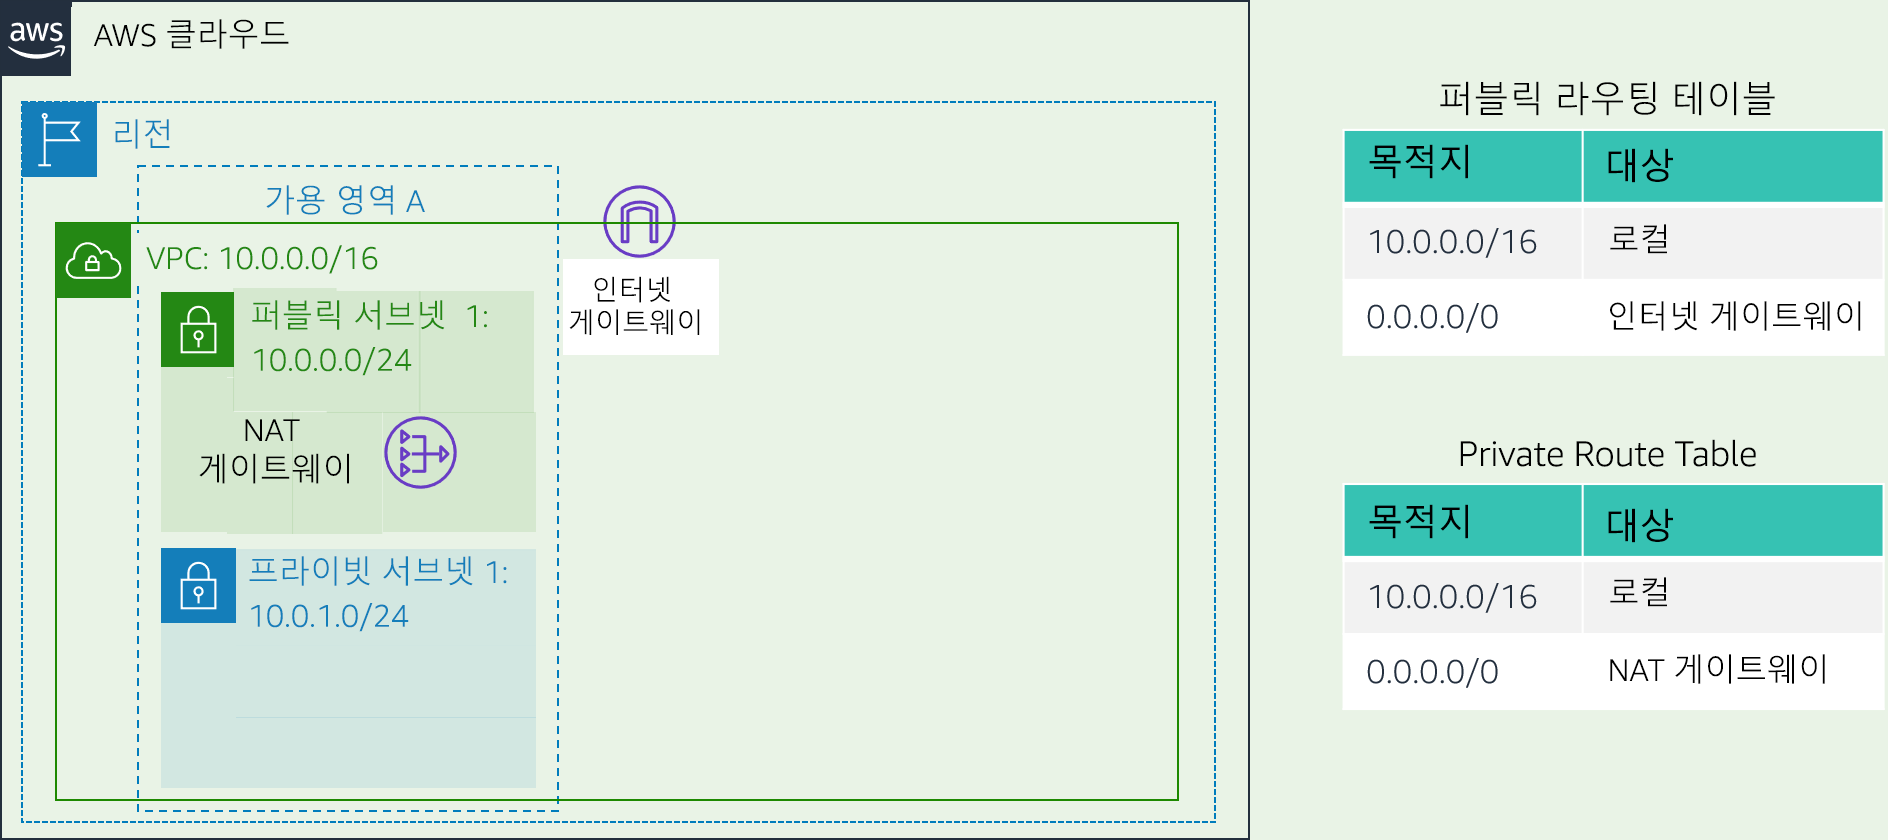 aws
AWS 클라우드
리전
가용 영역 A
VPC: 10.0.0.0/16
인터넷
게이트웨이
퍼블릭 서브넷 1:
10.0.0.0/24
NAT
게이트웨이
프라이빗 서브넷 1:
10.0.1.0/24
퍼블릭 라우팅 테이블
목적지 대상
10.0.0.0/16 로컬
0.0.0.0/0 인터넷 게이트웨이
Private Route Table
목적지 대상
10.0.0.0/16 로컬
0.0.0.0/0 NAT 게이트웨이